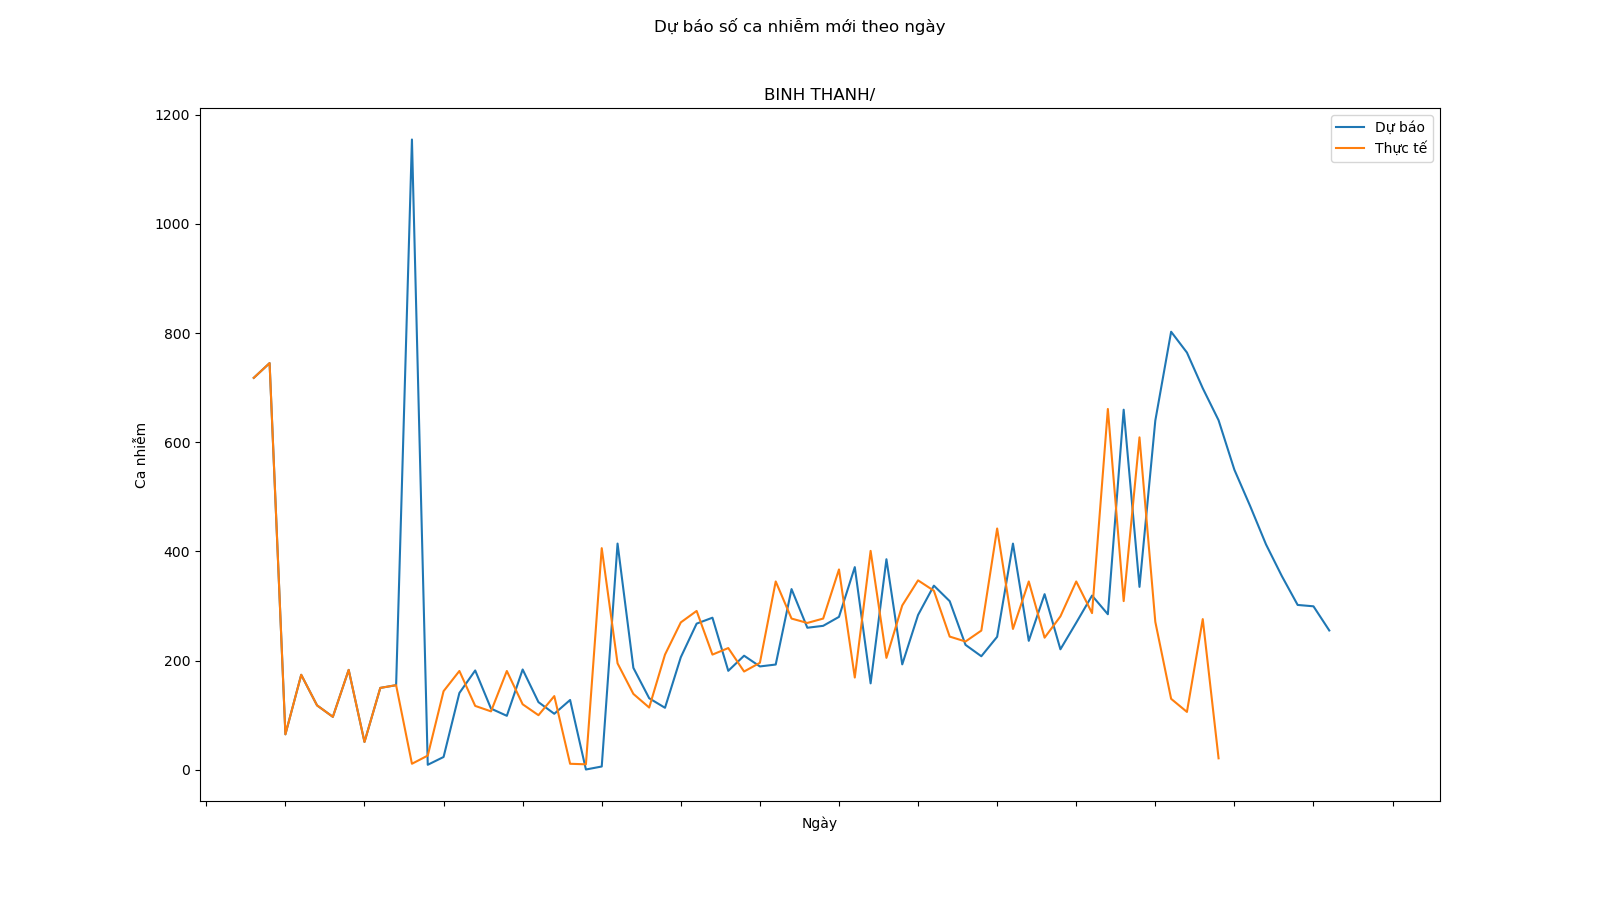 Dự báo số ca nhiễm mới theo ngày
BINH THANH/
Dự báo
Thực tế
1200
1000
800
600
400
200
0
Ca nhiễm
Ngày